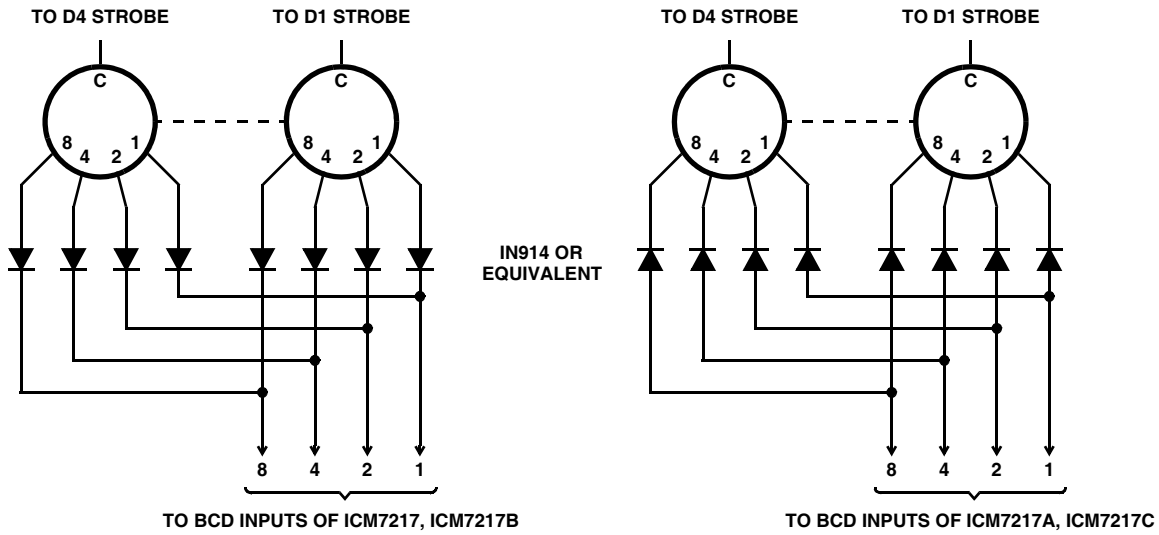 TO D4 STROBE
TO D1 STROBE
C
8
4
2
1
C
8
4
2
1
8
4
2
1
TO BCD INPUTS OF ICM7217, ICM7217B
IN914 OR
EQUIVALENT
TO D4 STROBE
TO D1 STROBE
C
8
4
2
1
C
8
4
2
1
8
4
2
1
TO BCD INPUTS OF ICM7217A, ICM7217C